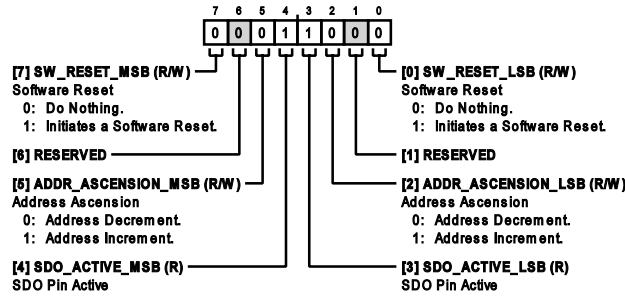 7 6 5 4 3 2 1 0
0 0 0 1 1 0 0 0
[7] SW_RESET_MSB (R/W)
Software Reset
0: Do Nothing.
1: Initiates a Software Reset.
[6] RESERVED
[5] ADDR_ASCENSION_MSB (R/W)
Address Ascension
0: Address Decrement.
1: Address Increment.
[4] SDO_ACTIVE_MSB (R)
SDO Pin Active
[0] SW_RESET_LSB (R/W)
Software Reset
0: Do Nothing.
1: Initiates a Software Reset.
[1] RESERVED
[2] ADDR_ASCENSION_LSB (R/W)
Address Ascension
0: Address Decrement.
1: Address Increment.
[3] SDO_ACTIVE_LSB (R)
SDO Pin Active